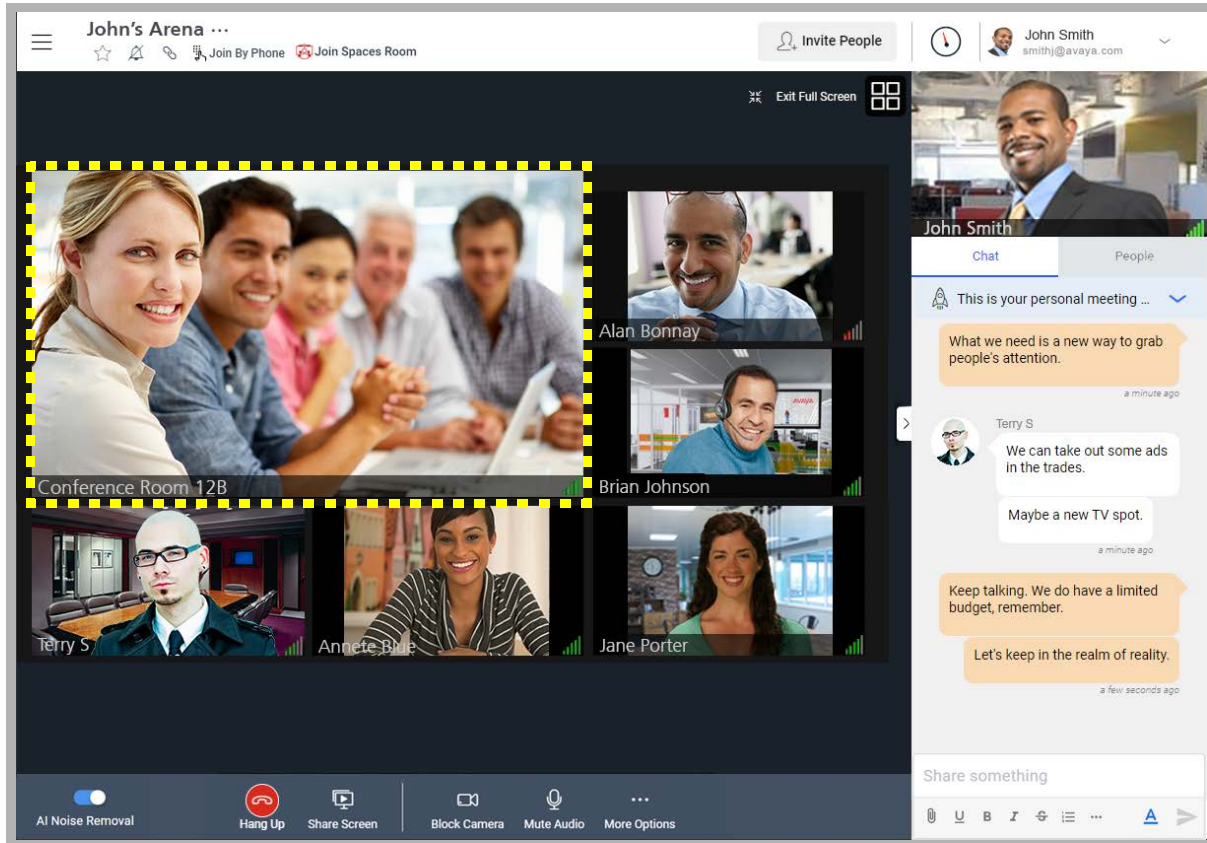 John's Arena ...
Join By Phone Join Spaces Room
Invite People
John Smith
smithj@avaya.com
Exit Full Screen
Conference Room 12B
Alan Bonnay
AVAYA
Brian Johnson
Terry S
Annete Blue
Jane Porter
AI Noise Removal
Hang Up
Share Screen
Block Camera
Mute Audio
More Options
John Smith
Chat
People
This is your personal meeting ...
What we need is a new way to grab
people's attention.
a minute ago
Terry S
We can take out some ads
in the trades.
Maybe a new TV spot.
a minute ago
Keep talking. We do have a limited
budget, remember.
Let's keep in the realm of reality.
a few seconds ago
Share something
U B I S A